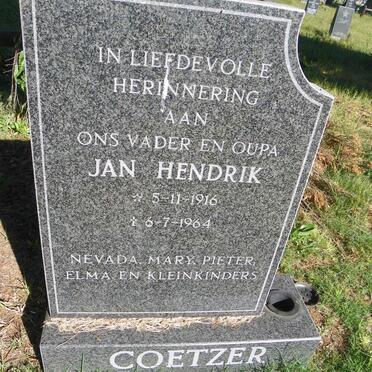 IN LIEFDEVOLLE
HERINNERING
AAN
ONS VADER EN OUPA
JAN HENDRIK
☆ 5-11-1916
✝ 6-7-1964
NEVADA, MARY, PIETER,
ELMA EN KLEINKINDERS
COETZER